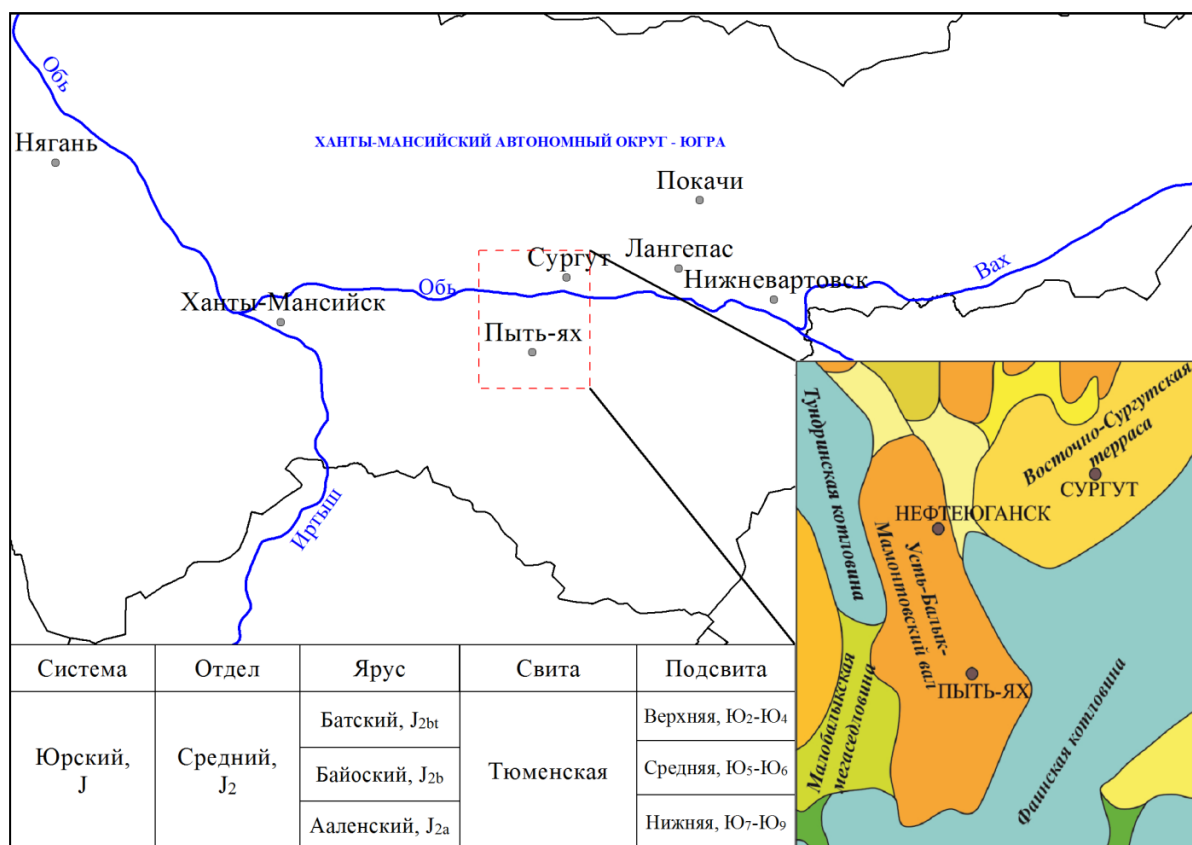 Обь
Нягань
ХАНТЫ-МАНСИЙСКИЙ АВТОНОМНЫЙ ОКРУГ - ЮГРА
Покачи
Сургут
Лангепас
Вах
Обь
Нижневартовск
Ханты-Мансийск
Пыть-ях
Иртыш
Тундринская котловина
Восточно-Сургутская
терраса
СУРГУТ
НЕФТЕЮГАНСК
Усть-Балык-
Мамонтовский вал
ПЫТЬ-ЯХ
Малобалыкская
мегаседловина
Фаинская котловина
Система Отдел Ярус Свита Подсвита
Юрский,
J
Средний,
J2
Батский, J2bt
Байоский, J2b
Ааленский, J2a
Тюменская
Верхняя, Ю2-Ю4
Средняя, Ю5-Ю6
Нижняя, Ю7-Ю9